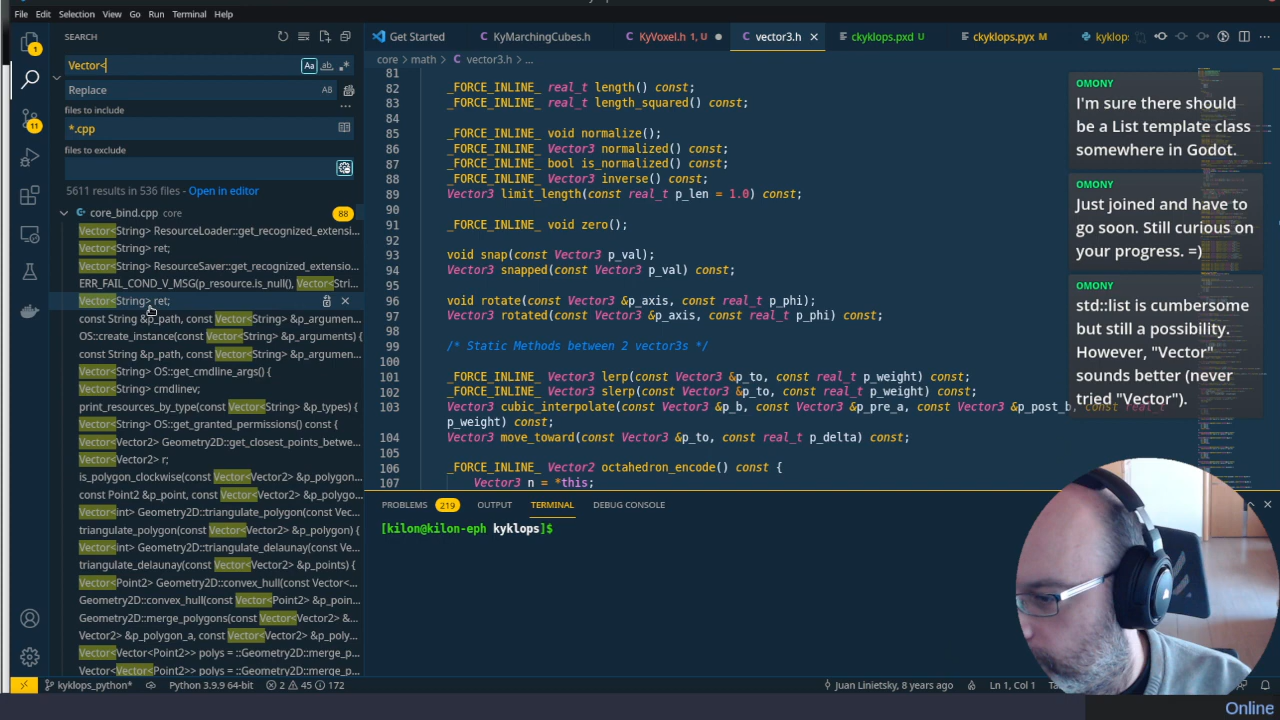 File Edit Selection View Go Run Terminal Help
SEARCH
Vector<
Aa ab .*
Replace
AB
files to include
*.cpp
files to exclude
5611 results in 536 files - Open in editor
core_bind.cpp core 88
Vector<String> ResourceLoader::get_recognized_extensi...
Vector<String> ret;
Vector<String> ResourceSaver::get_recognized_extensio...
ERR_FAIL_COND_V_MSG(p_resource.is_null(), Vector<Stri...
Vector<String> ret;
const String &p_path, const Vector<String> &p_argumen...
OS::create_instance(const Vector<String> &p_arguments) {
const String &p_path, const Vector<String> &p_argumen...
Vector<String> OS::get_cmdline_args() {
Vector<String> cmdlinev;
print_resources_by_type(const Vector<String> &p_types) {
Vector<String> OS::get_granted_permissions() const {
Vector<Vector2> Geometry2D::get_closest_points_betwe...
Vector<Vector2> r;
is_polygon_clockwise(const Vector<Vector2> &p_polygon...
const Point2 &p_point, const Vector<Vector2> &p_polygo...
Vector<int> Geometry2D::triangulate_polygon(const Vec...
triangulate_polygon(const Vector<Vector2> &p_polygon) {
Vector<int> Geometry2D::triangulate_delaunay(const Ve...
triangulate_delaunay(const Vector<Vector2> &p_points) {
Vector<Point2> Geometry2D::convex_hull(const Vector<...
Geometry2D::convex_hull(const Vector<Point2> &p_poin...
Geometry2D::merge_polygons(const Vector<Vector2> &...
Vector2> &p_polygon_a, const Vector<Vector2> &p_poly...
Vector<Vector<Point2>> polys = ::Geometry2D::merge_p...
Vector<Vector<Point2>> polys = ::Geometry2D::merge_p...
1
11
Get Started KyMarchingCubes.h KyVoxel.h 1, U vector3.h ckyklops.pxd ckyklops.pyx M kyklop:
core > math > vector3.h > ...
81
82 _FORCE_INLINE_ real_t length() const;
83 _FORCE_INLINE_ real_t length_squared() const;
84
85 _FORCE_INLINE_ void normalize();
86 _FORCE_INLINE_ Vector3 normalized() const;
87 _FORCE_INLINE_ bool is_normalized() const;
88 _FORCE_INLINE_ Vector3 inverse() const;
89 Vector3 limit_length(const real_t p_len = 1.0) const;
90
91 _FORCE_INLINE_ void zero();
92
93 void snap(const Vector3 p_val);
94 Vector3 snapped(const Vector3 p_val) const;
95
96 void rotate(const Vector3 &p_axis, const real_t p_phi);
97 Vector3 rotated(const Vector3 &p_axis, const real_t p_phi) const;
98
99 /* Static Methods between 2 vector3s */
100
101 _FORCE_INLINE_ Vector3 lerp(const Vector3 &p_to, const real_t p_weight) const;
102 _FORCE_INLINE_ Vector3 slerp(const Vector3 &p_to, const real_t p_weight) const;
103 Vector3 cubic_interpolate(const Vector3 &p_b, const Vector3 &p_pre_a, const Vector3 &p_post_b, const real_t
p_weight) const;
104 Vector3 move_toward(const Vector3 &p_to, const real_t p_delta) const;
105
106 _FORCE_INLINE_ Vector2 octahedron_encode() const {
107 Vector3 n = *this;
OMONY
I'm sure there should
be a List template class
somewhere in Godot.
OMONY
Just joined and have to
go soon. Still curious on
your progress. =)
OMONY
std::list is cumbersome
but still a possibility.
However, "Vector"
sounds better (never
tried "Vector").
PROBLEMS 219 OUTPUT TERMINAL DEBUG CONSOLE
[kilon@kilon-eph kyklops]$
kyklops_python* Python 3.9.9 64-bit 2 45 172
Juan Linietsky, 8 years ago Ln 1, Col 1
Online